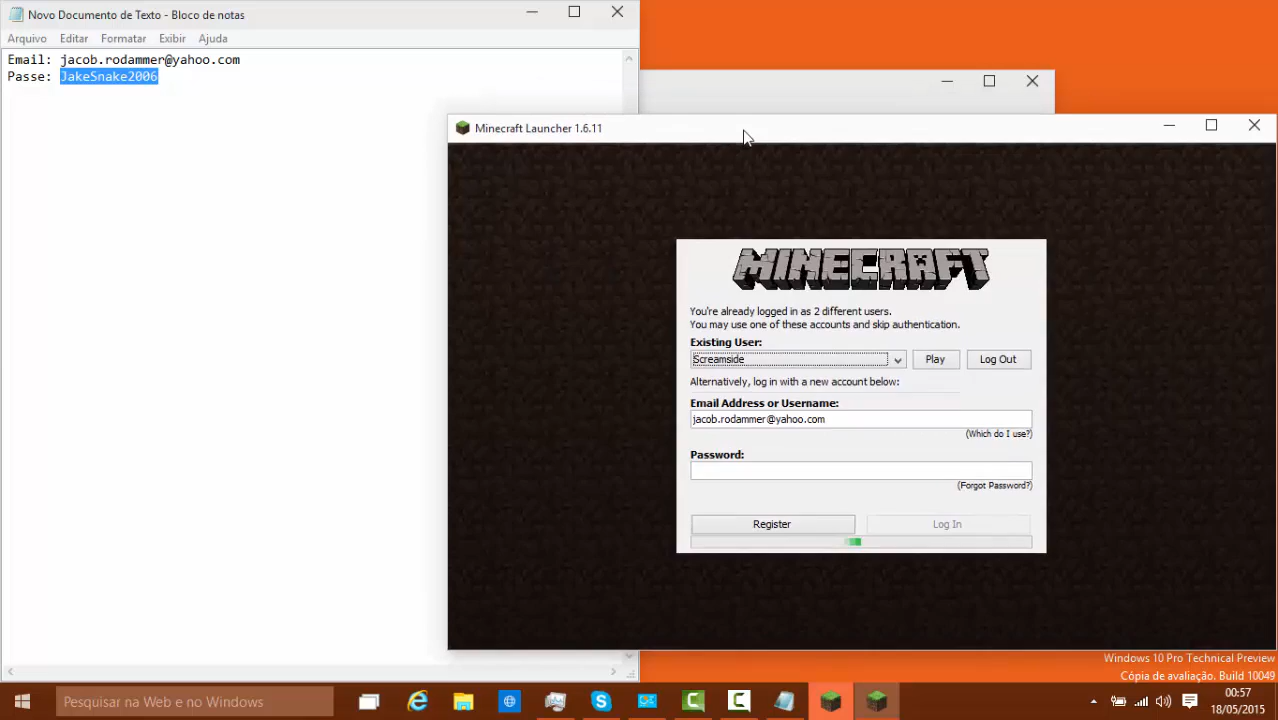 Novo Documento de Texto - Bloco de notas
Arquivo Editar Formatar Exibir Ajuda
Email: jacob.rodammer@yahoo.com
Passe: JakeSnake2006
Minecraft Launcher 1.6.11
MINECRAFT
You're already logged in as 2 different users.
You may use one of these accounts and skip authentication.
Existing User:
Screamside Play Log Out
Alternatively, log in with a new account below:
Email Address or Username:
jacob.rodammer@yahoo.com
(Which do I use?)
Password:
(Forgot Password?)
Register Log In
Windows 10 Pro Technical Preview
Cópia de avaliação. Build 10049
Pesquisar na Web e no Windows
00:57
18/05/2015